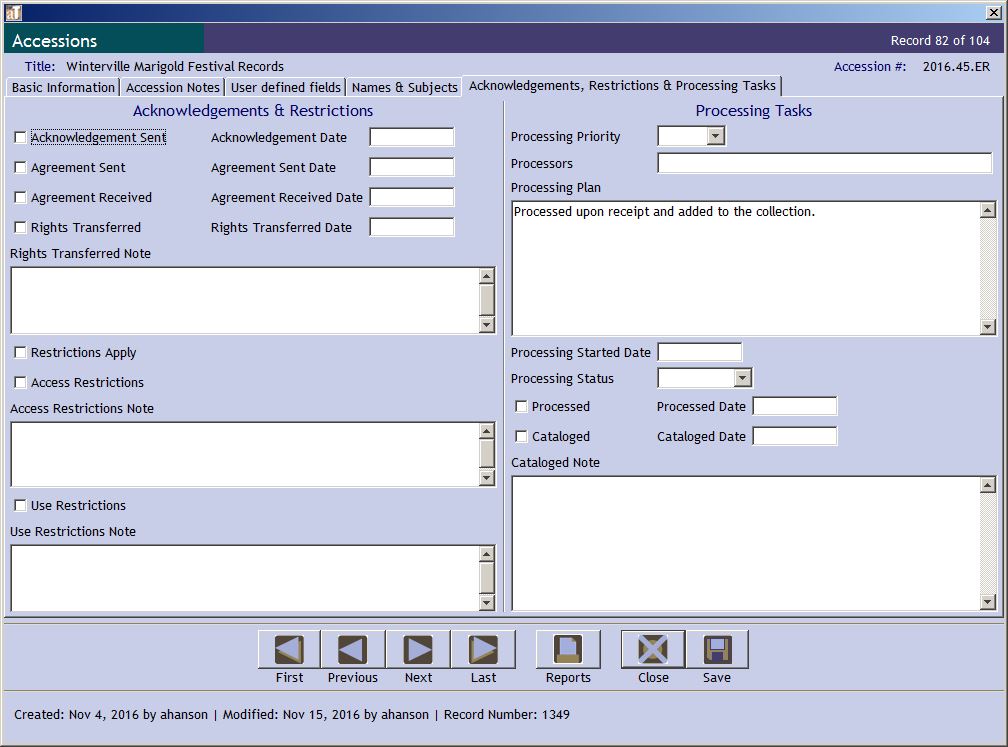 aT
Accessions
Record 82 of 104
Title: Winterville Marigold Festival Records
Accession #: 2016.45.ER
Basic Information Accession Notes User defined fields Names & Subjects Acknowledgements, Restrictions & Processing Tasks
Acknowledgements & Restrictions
Acknowledgement Sent Acknowledgement Date
Agreement Sent Agreement Sent Date
Agreement Received Agreement Received Date
Rights Transferred Rights Transferred Date
Rights Transferred Note
Restrictions Apply
Access Restrictions
Access Restrictions Note
Use Restrictions
Use Restrictions Note
Processing Tasks
Processing Priority
Processors
Processing Plan
Processed upon receipt and added to the collection.
Processing Started Date
Processing Status
Processed Processed Date
Cataloged Cataloged Date
Cataloged Note
First Previous Next Last Reports Close Save
Created: Nov 4, 2016 by ahanson | Modified: Nov 15, 2016 by ahanson | Record Number: 1349